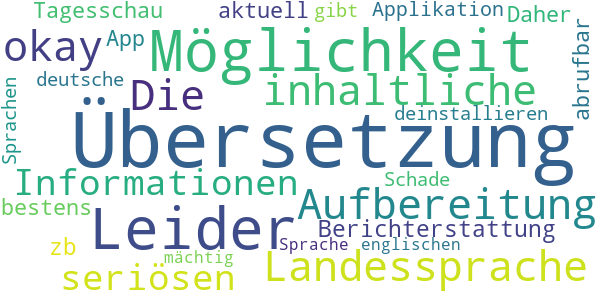 Tagesschau aktuell gibt Applikation Daher
okay App Möglichkeit abrufbar
deutsche Die inhaltliche
Sprachen Übersetzung deinstallieren
Informationen Schade
bestens Leider Aufbereitung
Berichterstattung
zb Sprache englischen
mächtig
seriösen Landessprache